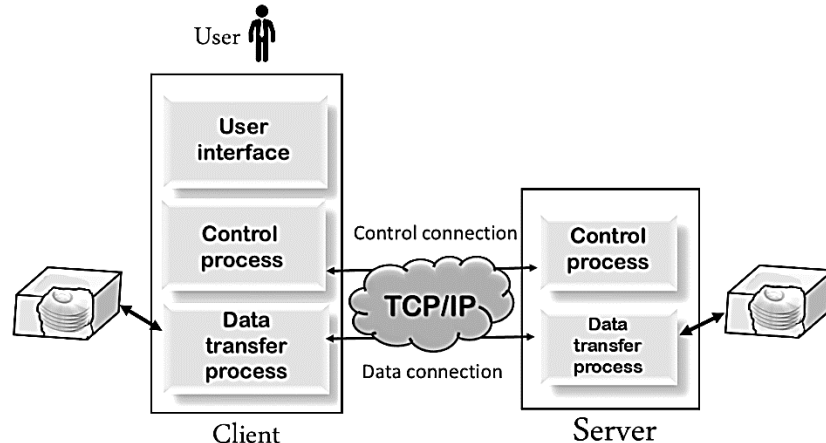 User
User
interface
Control
process
Data
transfer
process
Client
Control connection
TCP/IP
Data connection
Control
process
Data
transfer
process
Server